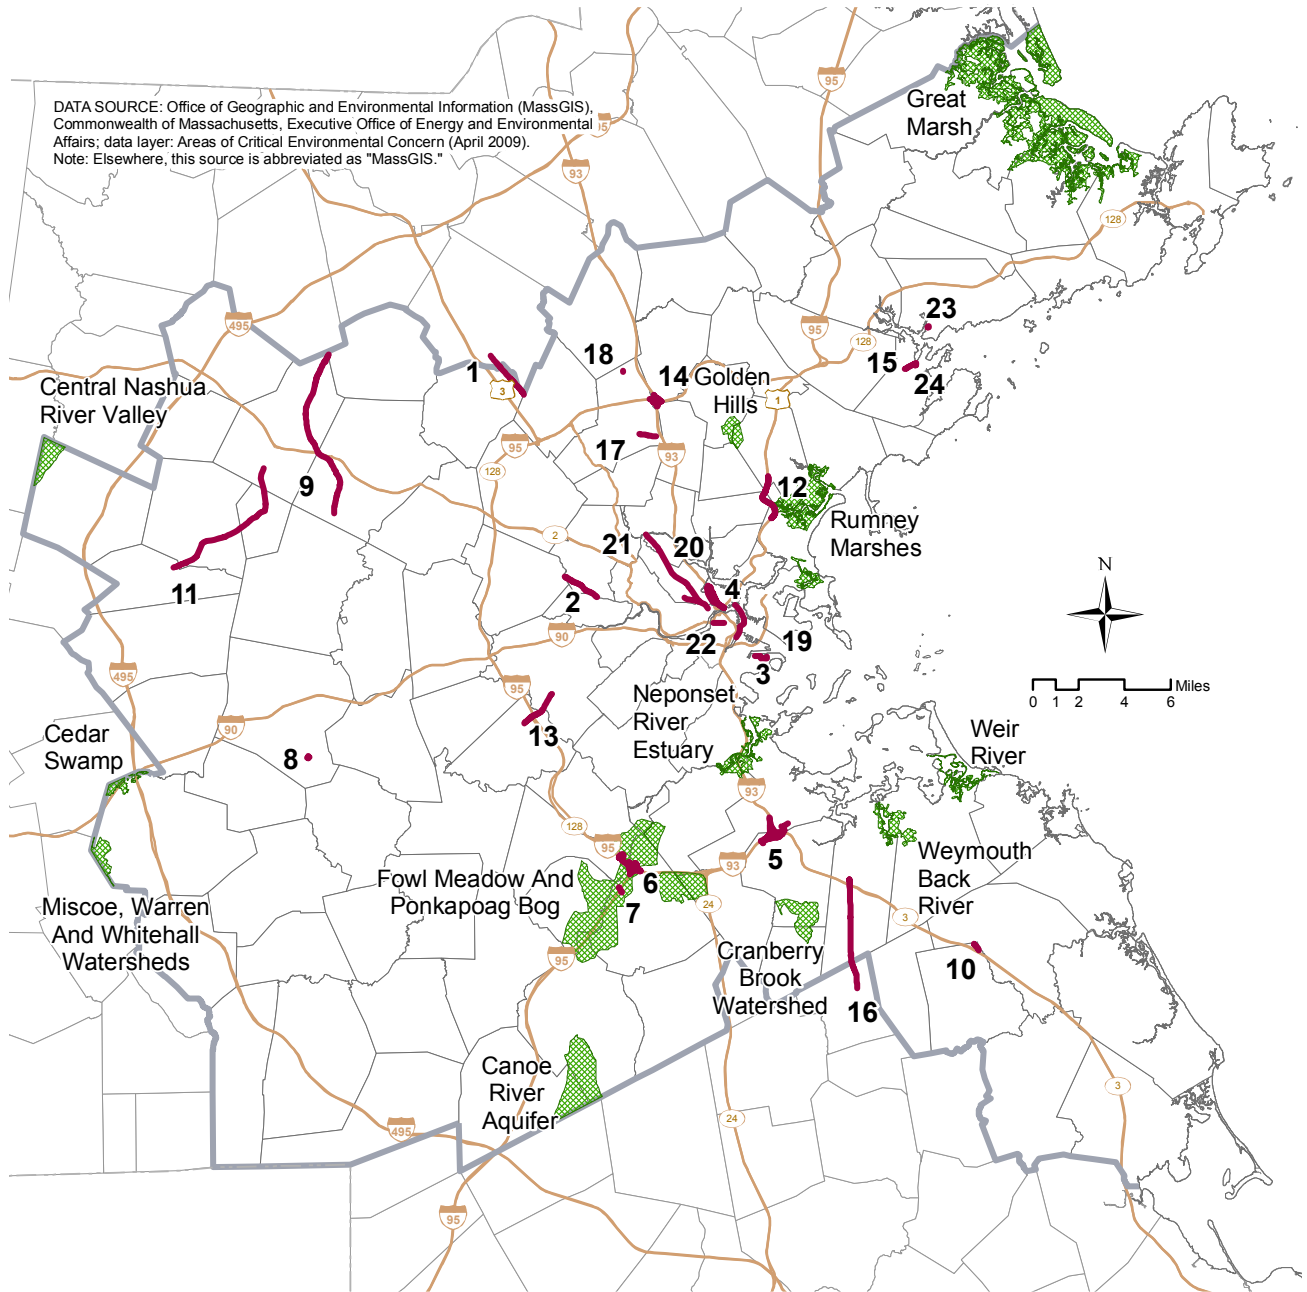 DATA SOURCE: Office of Geographic and Environmental Information (MassGIS),
Commonwealth of Massachusetts, Executive Office of Energy and Environmental
Affairs; data layer: Areas of Critical Environmental Concern (April 2009).
Note: Elsewhere, this source is abbreviated as "MassGIS."
95
95
93
Great
Marsh
128
495
23
95
128
15
24
18
1
3
14
Golden
Hills
1
Central Nashua
River Valley
95
17
93
128
9
12
Rumney
Marshes
2
21
20
11
2
4
N
90
22
19
3
495
95
Neponset
River
Estuary
Miles
0 1 2 4 6
90
13
Weir
River
Cedar
Swamp
8
93
128
95
5
93
Weymouth
Back
River
Fowl Meadow And
Ponkapoag Bog
6
7
24
3
Miscoe, Warren
And Whitehall
Watersheds
95
Cranberry
Brook
Watershed
10
16
Canoe
River
Aquifer
3
24
495
95